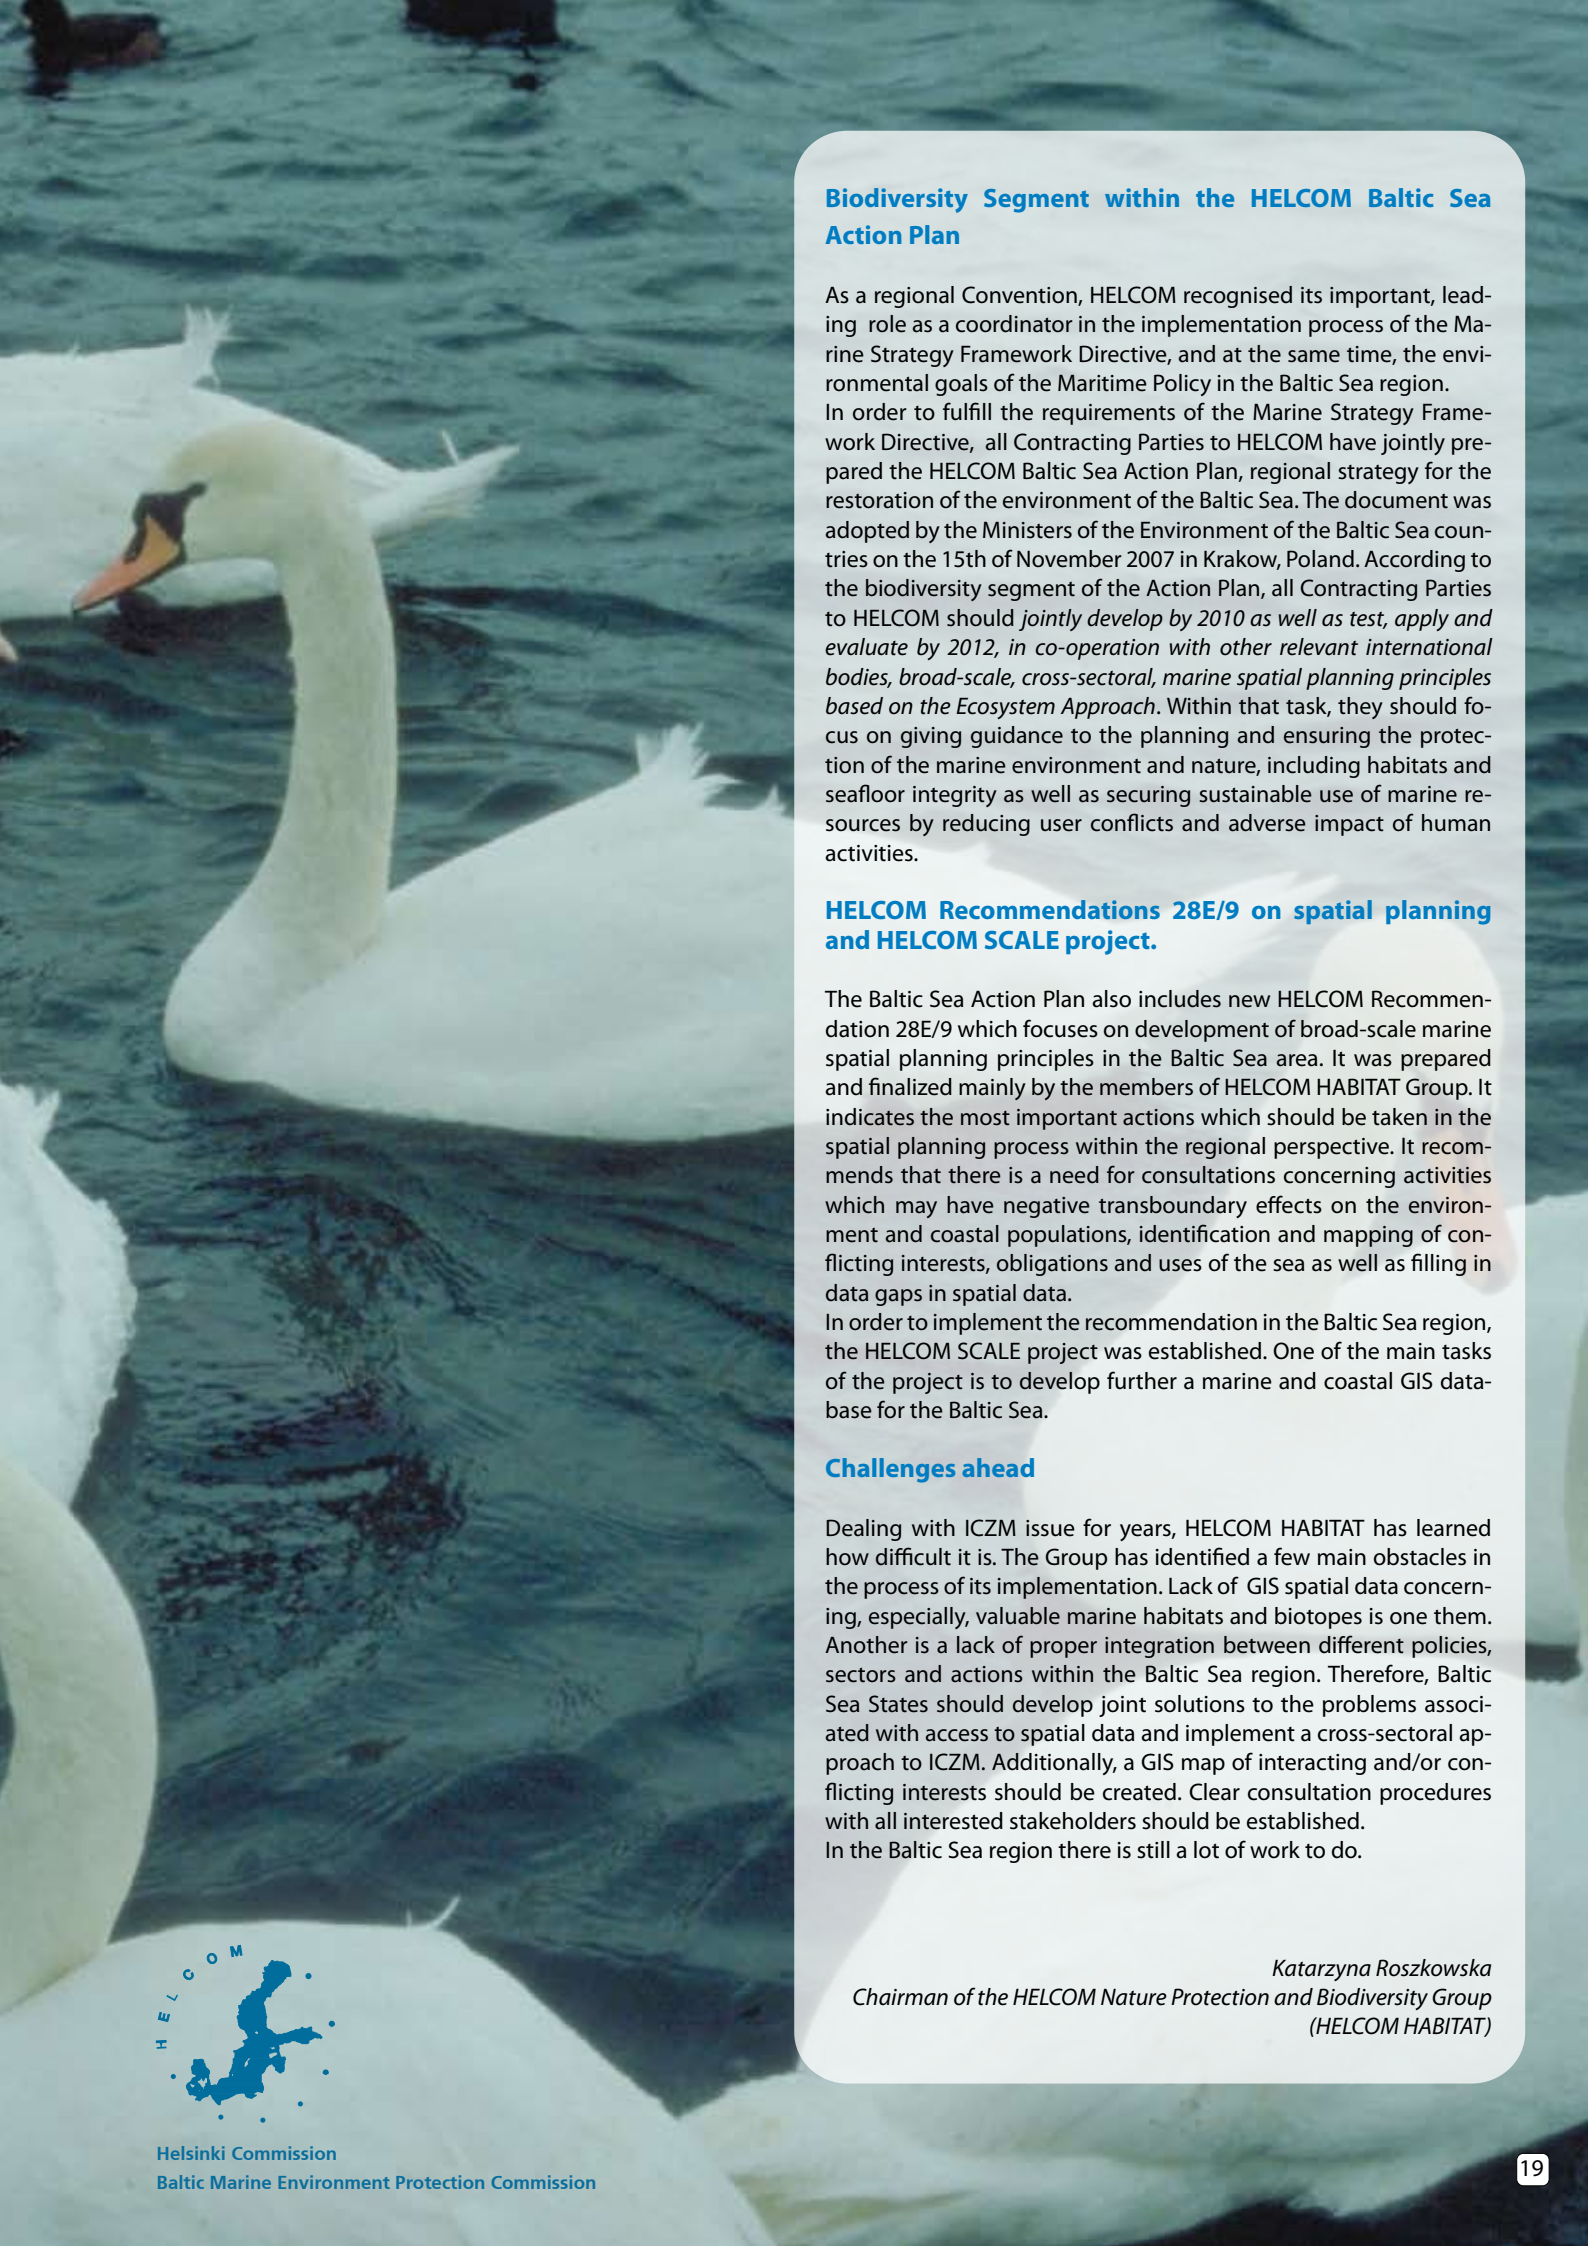 Biodiversity Segment within the HELCOM Baltic Sea
Action Plan
As a regional Convention, HELCOM recognised its important, lead-
ing role as a coordinator in the implementation process of the Ma-
rine Strategy Framework Directive, and at the same time, the envi-
ronmental goals of the Maritime Policy in the Baltic Sea region.
In order to fulfill the requirements of the Marine Strategy Frame-
work Directive, all Contracting Parties to HELCOM have jointly pre-
pared the HELCOM Baltic Sea Action Plan, regional strategy for the
restoration of the environment of the Baltic Sea. The document was
adopted by the Ministers of the Environment of the Baltic Sea coun-
tries on the 15th of November 2007 in Krakow, Poland. According to
the biodiversity segment of the Action Plan, all Contracting Parties
to HELCOM should jointly develop by 2010 as well as test, apply and
evaluate by 2012, in co-operation with other relevant international
bodies, broad-scale, cross-sectoral, marine spatial planning principles
based on the Ecosystem Approach. Within that task, they should fo-
cus on giving guidance to the planning and ensuring the protec-
tion of the marine environment and nature, including habitats and
seafloor integrity as well as securing sustainable use of marine re-
sources by reducing user conflicts and adverse impact of human
activities.
HELCOM Recommendations 28E/9 on spatial planning
and HELCOM SCALE project.
The Baltic Sea Action Plan also includes new HELCOM Recommen-
dation 28E/9 which focuses on development of broad-scale marine
spatial planning principles in the Baltic Sea area. It was prepared
and finalized mainly by the members of HELCOM HABITAT Group. It
indicates the most important actions which should be taken in the
spatial planning process within the regional perspective. It recom-
mends that there is a need for consultations concerning activities
which may have negative transboundary effects on the environ-
ment and coastal populations, identification and mapping of con-
flicting interests, obligations and uses of the sea as well as filling in
data gaps in spatial data.
In order to implement the recommendation in the Baltic Sea region,
the HELCOM SCALE project was established. One of the main tasks
of the project is to develop further a marine and coastal GIS data-
base for the Baltic Sea.
Challenges ahead
Dealing with ICZM issue for years, HELCOM HABITAT has learned
how difficult it is. The Group has identified a few main obstacles in
the process of its implementation. Lack of GIS spatial data concern-
ing, especially, valuable marine habitats and biotopes is one them.
Another is a lack of proper integration between different policies,
sectors and actions within the Baltic Sea region. Therefore, Baltic
Sea States should develop joint solutions to the problems associ-
ated with access to spatial data and implement a cross-sectoral ap-
proach to ICZM. Additionally, a GIS map of interacting and/or con-
flicting interests should be created. Clear consultation procedures
with all interested stakeholders should be established.
In the Baltic Sea region there is still a lot of work to do.
Katarzyna Roszkowska
Chairman of the HELCOM Nature Protection and Biodiversity Group
(HELCOM HABITAT)
HELCOM
Helsinki Commission
Baltic Marine Environment Protection Commission
19